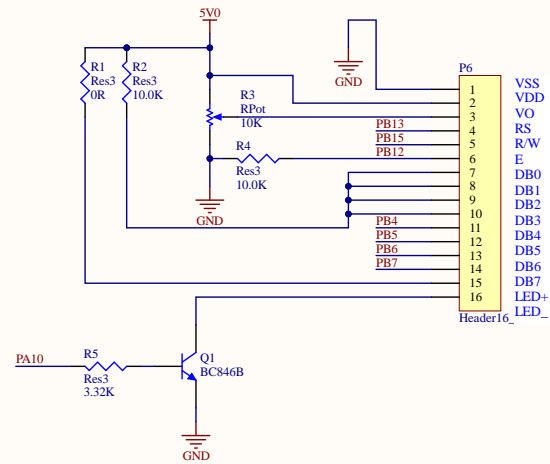 5V0
R1
Res3
0R
R2
Res3
10.0K
R3
RPot
10K
R4
Res3
10.0K
GND
GND
P6
1 VSS
2 VDD
3 VO
PB13 4 RS
PB15 5 R/W
PB12 6 E
7 DB0
8 DB1
9 DB2
10 DB3
PB4 11 DB4
PB5 12 DB5
PB6 13 DB6
PB7 14 DB7
15 LED+
16 LED_
Header16_
PA10
R5
Res3
3.32K
Q1
BC846B
GND